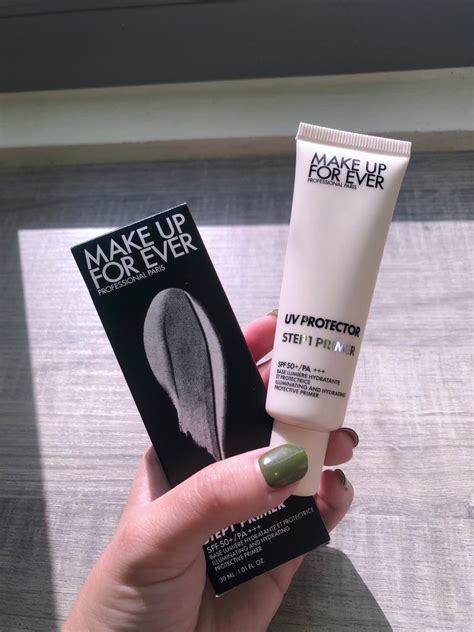 MAKE UP
FOR EVER
PROFESSIONAL PARIS
STEP1 PRIMER
SPF 50+/PA +++
BASE LUMIÈRE HYDRATANTE ET PROTECTRICE
ILLUMINATING AND HYDRATING
PROTECTIVE PRIMER
30 ML · 1.01 FL. OZ.
MAKE UP
FOR EVER
PROFESSIONAL PARIS
UV PROTECTOR
STEP1 PRIMER
SPF 50+/PA +++
BASE LUMIÈRE HYDRATANTE
ET PROTECTRICE
ILLUMINATING AND HYDRATING
PROTECTIVE PRIMER